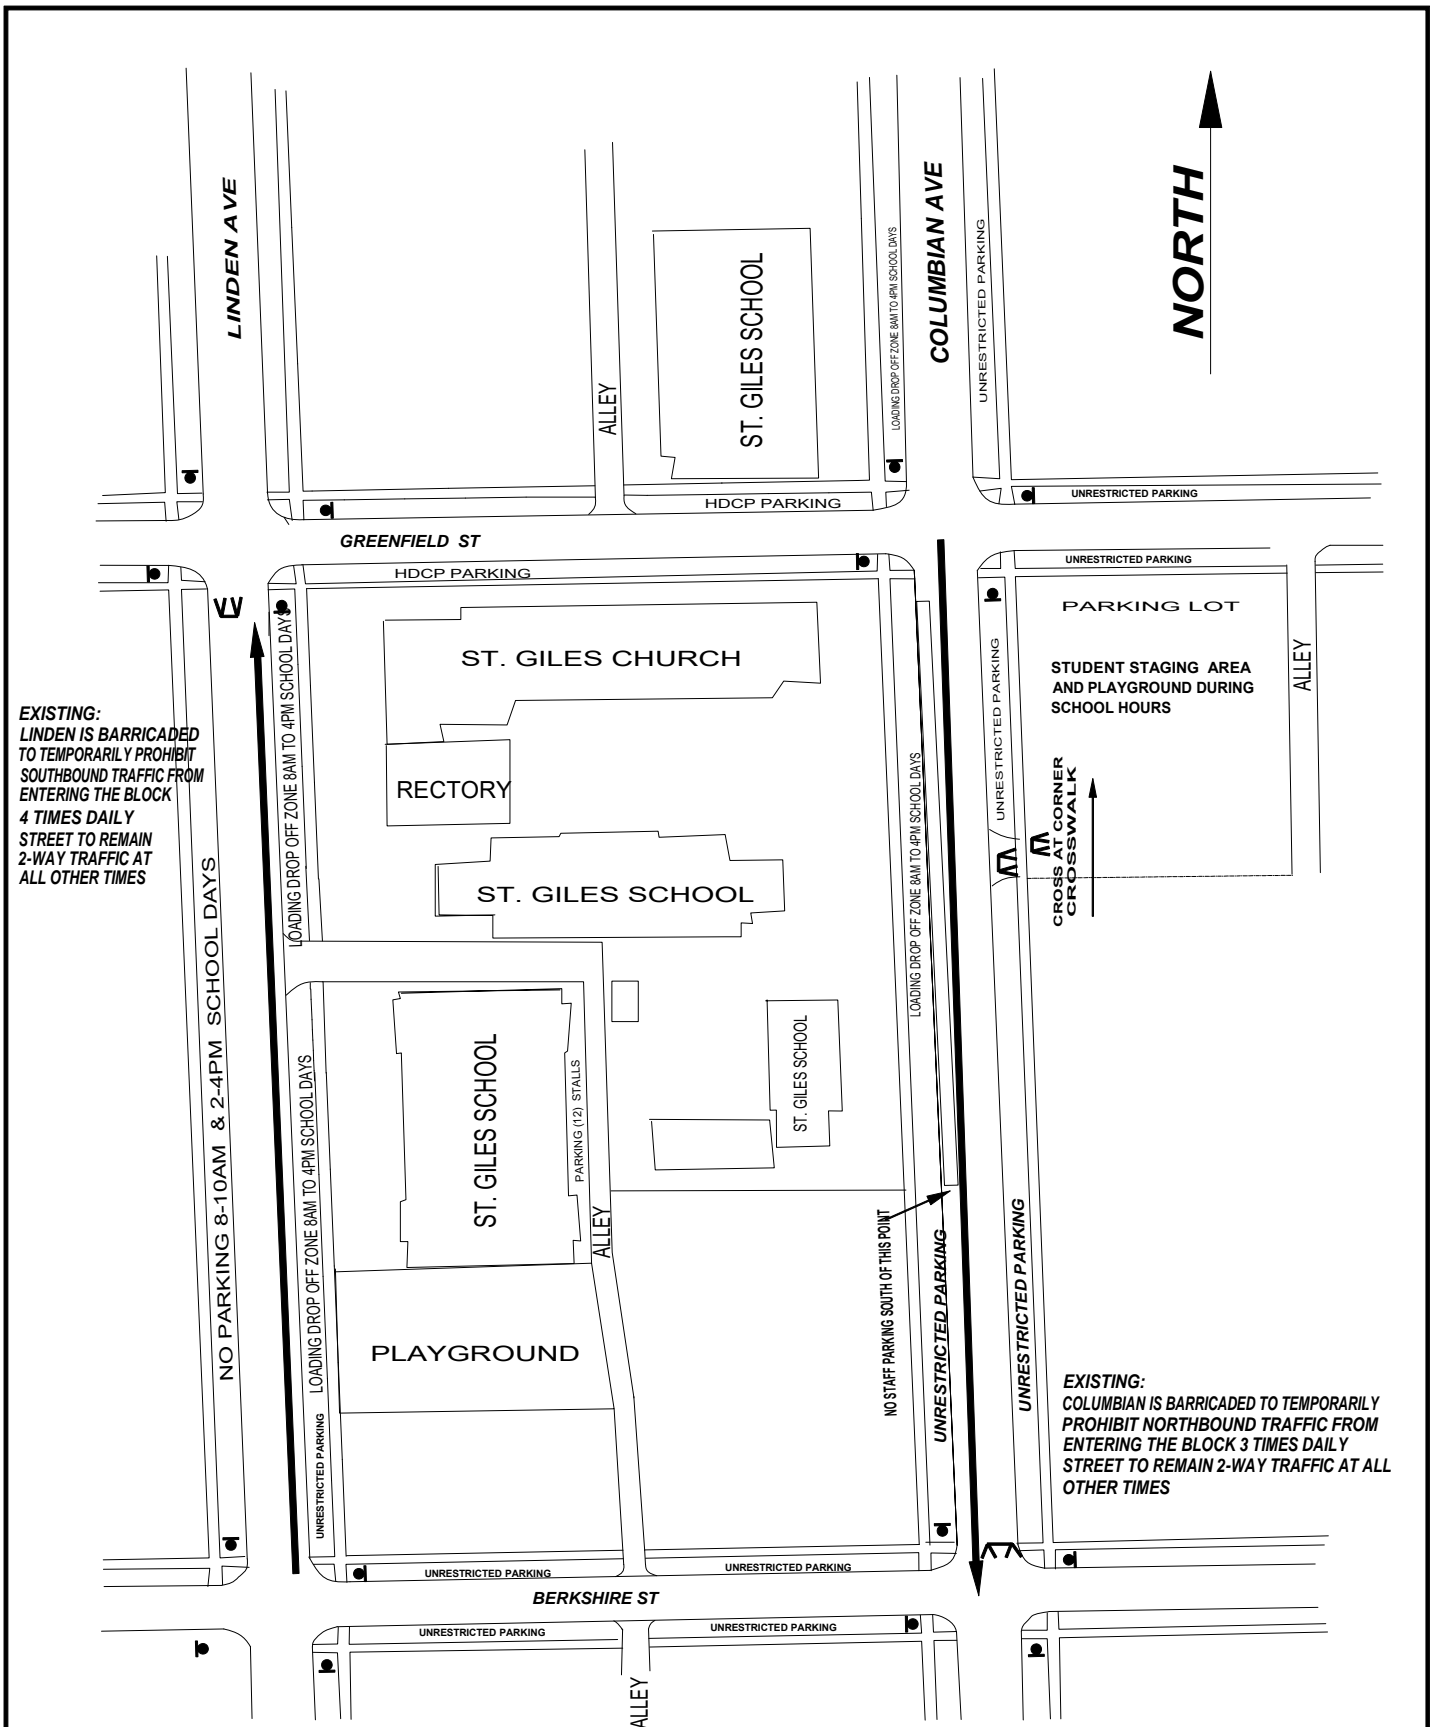 LINDEN AVE
ALLEY
ST. GILES SCHOOL
LOADING DROP OFF ZONE 8AM TO 4PM SCHOOL DAYS
COLUMBIAN AVE
UNRESTRICTED PARKING
NORTH
HDCP PARKING
UNRESTRICTED PARKING
GREENFIELD ST
HDCP PARKING
UNRESTRICTED PARKING
PARKING LOT
STUDENT STAGING AREA
AND PLAYGROUND DURING
SCHOOL HOURS
ALLEY
UNRESTRICTED PARKING
CROSS AT CORNER
CROSSWALK
ST. GILES CHURCH
RECTORY
ST. GILES SCHOOL
EXISTING:
LINDEN IS BARRICADED
TO TEMPORARILY PROHIBIT
SOUTHBOUND TRAFFIC FROM
ENTERING THE BLOCK
4 TIMES DAILY
STREET TO REMAIN
2-WAY TRAFFIC AT
ALL OTHER TIMES
NO PARKING 8-10AM & 2-4PM SCHOOL DAYS
LOADING DROP OFF ZONE 8AM TO 4PM SCHOOL DAYS
LOADING DROP OFF ZONE 8AM TO 4PM SCHOOL DAYS
LOADING DROP OFF ZONE 8AM TO 4PM SCHOOL DAYS
ST. GILES SCHOOL
PARKING (12) STALLS
ALLEY
ST. GILES SCHOOL
NO STAFF PARKING SOUTH OF THIS POINT
UNRESTRICTED PARKING
UNRESTRICTED PARKING
PLAYGROUND
UNRESTRICTED PARKING
EXISTING:
COLUMBIAN IS BARRICADED TO TEMPORARILY
PROHIBIT NORTHBOUND TRAFFIC FROM
ENTERING THE BLOCK 3 TIMES DAILY
STREET TO REMAIN 2-WAY TRAFFIC AT ALL
OTHER TIMES
UNRESTRICTED PARKING
UNRESTRICTED PARKING
BERKSHIRE ST
UNRESTRICTED PARKING
UNRESTRICTED PARKING
ALLEY